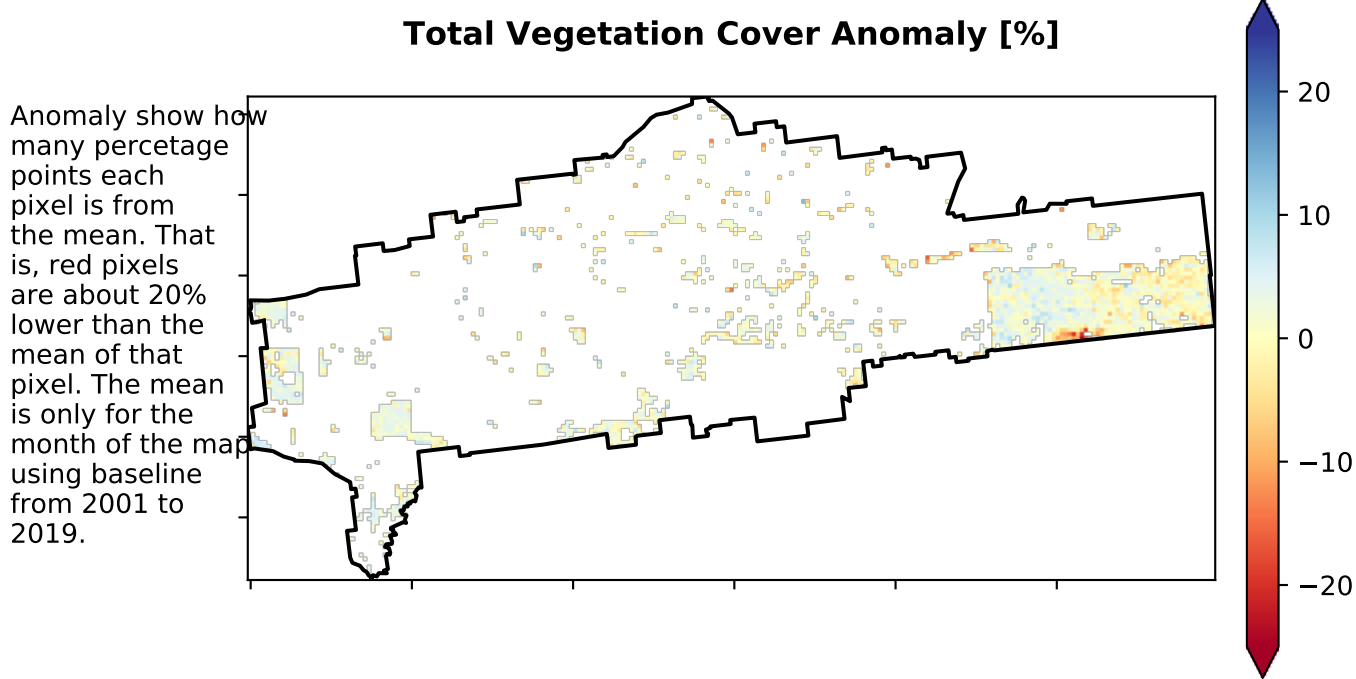 Total Vegetation Cover Anomaly [%]
Anomaly show how
many percetage
points each
pixel is from
the mean. That
is, red pixels
are about 20%
lower than the
mean of that
pixel. The mean
is only for the
month of the map
using baseline
from 2001 to
2019.
20
10
0
−10
−20